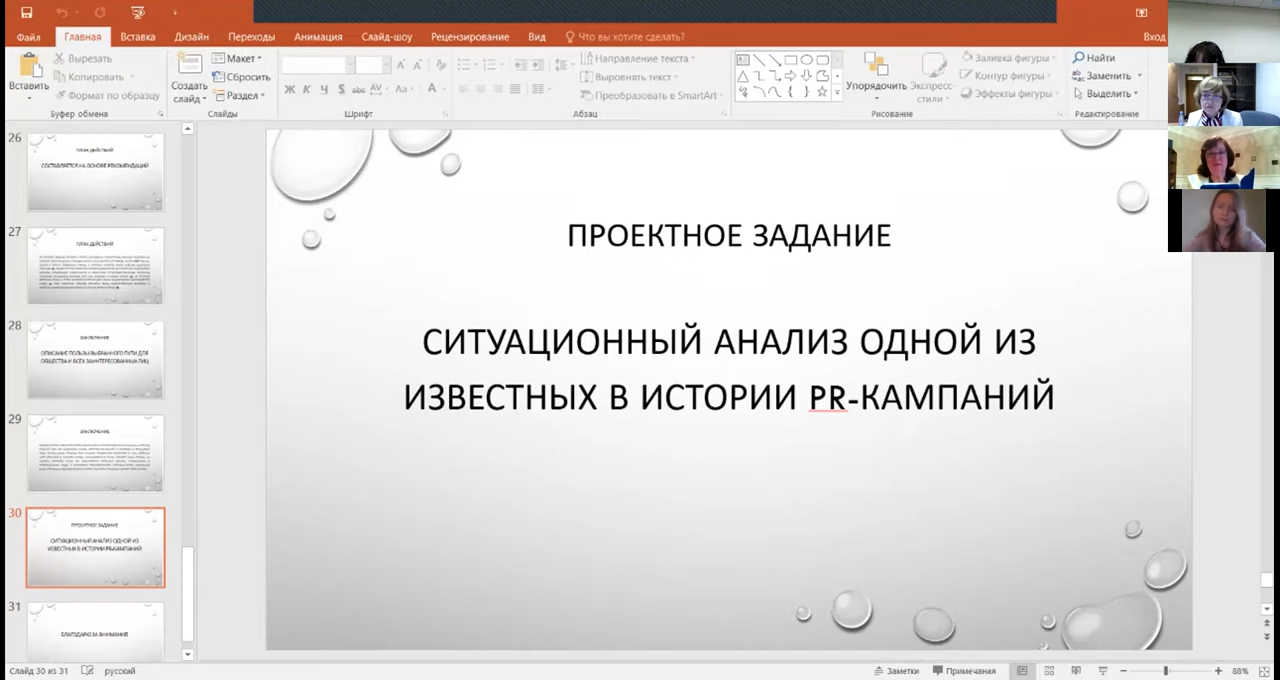 Файл
Главная
Вставка
Дизайн
Переходы
Анимация
Слайд-шоу
Рецензирование
Вид
Что вы хотите сделать?
Вход
Вставить
Вырезать
Копировать
Формат по образцу
Буфер обмена
Создать
слайд
Макет
Сбросить
Раздел
Слайды
Ж К Ч S abc AV Aa А
Шрифт
Направление текста
Выровнять текст
Преобразовать в SmartArt
Абзац
Упорядочить
Экспресс-
стили
Заливка фигуры
Контур фигуры
Эффекты фигуры
Рисование
Найти
Заменить
Выделить
Редактирование
26
ПЛАН ДЕЙСТВИЙ
СОСТАВЛЯЕТСЯ НА ОСНОВЕ РЕКОМЕНДАЦИЙ
27
ПЛАН ДЕЙСТВИЙ
28
ЗАКЛЮЧЕНИЕ
ОПИСАНИЕ ПОЛЬЗЫ ВЫБРАННОГО ПУТИ ДЛЯ
ОБЩЕСТВА И ВСЕХ ЗАИНТЕРЕСОВАННЫХ ЛИЦ
29
ЗАКЛЮЧЕНИЕ
30
ПРОЕКТНОЕ ЗАДАНИЕ
СИТУАЦИОННЫЙ АНАЛИЗ ОДНОЙ ИЗ
ИЗВЕСТНЫХ В ИСТОРИИ PR-КАМПАНИЙ
31
БЛАГОДАРЮ ЗА ВНИМАНИЕ
ПРОЕКТНОЕ ЗАДАНИЕ
СИТУАЦИОННЫЙ АНАЛИЗ ОДНОЙ ИЗ
ИЗВЕСТНЫХ В ИСТОРИИ PR-КАМПАНИЙ
Слайд 30 из 31
русский
Заметки
Примечания
88%